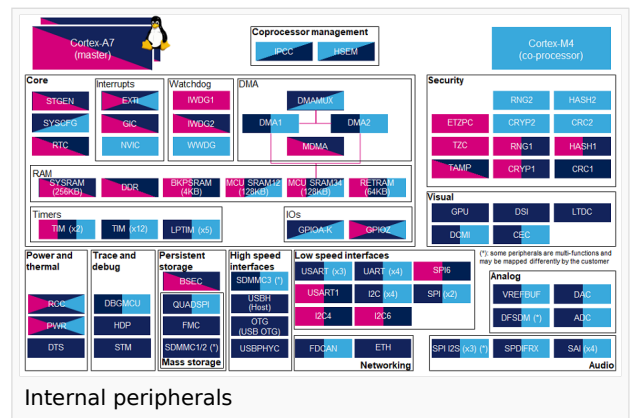 Cortex-A7
(master)
Coprocessor management
IPCC
HSEM
Cortex-M4
(co-processor)
Core
STGEN
SYSCFG
RTC
Interrupts
EXTI
GIC
NVIC
Watchdog
IWDG1
IWDG2
WWDG
DMA
DMAMUX
DMA1
DMA2
MDMA
Security
RNG2
HASH2
ETZPC
CRYP2
CRC2
TZC
RNG1
HASH1
TAMP
CRYP1
CRC1
RAM
SYSRAM
(256KB)
DDR
BKPSRAM
(4KB)
MCU SRAM12
(128KB)
MCU SRAM34
(128KB)
RETRAM
(64KB)
Timers
TIM (x2)
TIM (x12)
LPTIM (x5)
IOs
GPIOA-K
GPIOZ
Visual
GPU
DSI
LTDC
DCMI
CEC
Power and
thermal
RCC
PWR
DTS
Trace and
debug
DBGMCU
HDP
STM
Persistent
storage
BSEC
QUADSPI
FMC
SDMMC1/2 (*)
Mass storage
High speed
interfaces
SDMMC3 (*)
USBH
(Host)
OTG
(USB OTG)
USBPHYC
Low speed interfaces
USART (x3)
UART (x4)
SPI6
USART1
I2C (x4)
SPI (x2)
I2C4
I2C6
(*): some peripherals are multi-functions and
may be mapped differently by the customer
Analog
VREFBUF
DAC
DFSDM (*)
ADC
FDCAN
ETH
Networking
SPI I2S (x3) (*)
SPDIFRX
SAI (x4)
Audio
Internal peripherals